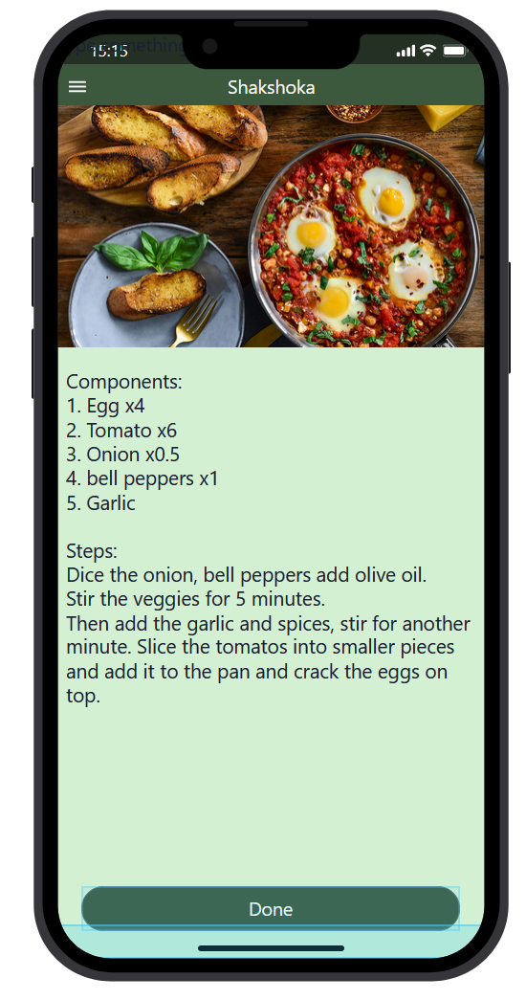 15:15
Shakshoka
Components:
1. Egg x4
2. Tomato x6
3. Onion x0.5
4. bell peppers x1
5. Garlic
Steps:
Dice the onion, bell peppers add olive oil.
Stir the veggies for 5 minutes.
Then add the garlic and spices, stir for another
minute. Slice the tomatos into smaller pieces
and add it to the pan and crack the eggs on
top.
Done